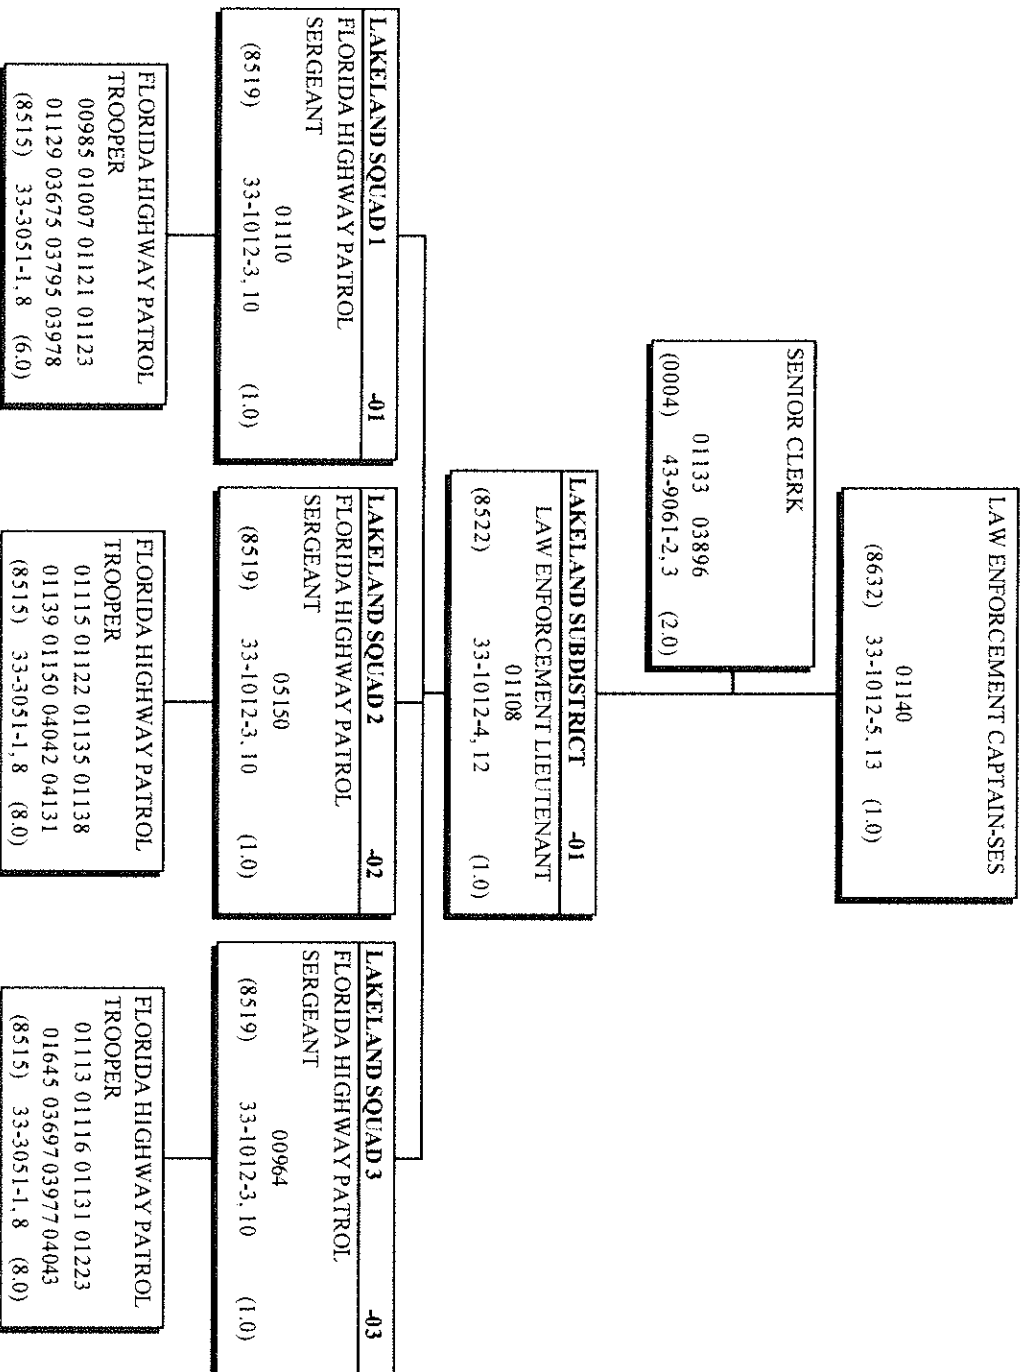 LAW ENFORCEMENT CAPTAIN-SES
01140
(8632) 33-1012-5, 13 (1.0)
SENIOR CLERK
01133 03896
(0004) 43-9061-2, 3 (2.0)
LAKELAND SUBDISTRICT -01
LAW ENFORCEMENT LIEUTENANT
01108
(8522) 33-1012-4, 12 (1.0)
LAKELAND SQUAD 1 -01
FLORIDA HIGHWAY PATROL
SERGEANT
01110
(8519) 33-1012-3, 10 (1.0)
FLORIDA HIGHWAY PATROL
TROOPER
00985 01007 01121 01123
01129 03675 03795 03978
(8515) 33-3051-1, 8 (6.0)
LAKELAND SQUAD 2 -02
FLORIDA HIGHWAY PATROL
SERGEANT
05150
(8519) 33-1012-3, 10 (1.0)
FLORIDA HIGHWAY PATROL
TROOPER
01115 01122 01135 01138
01139 01150 04042 04131
(8515) 33-3051-1, 8 (8.0)
LAKELAND SQUAD 3 -03
FLORIDA HIGHWAY PATROL
SERGEANT
00964
(8519) 33-1012-3, 10 (1.0)
FLORIDA HIGHWAY PATROL
TROOPER
01113 01116 01131 01223
01645 03697 03977 04043
(8515) 33-3051-1, 8 (8.0)